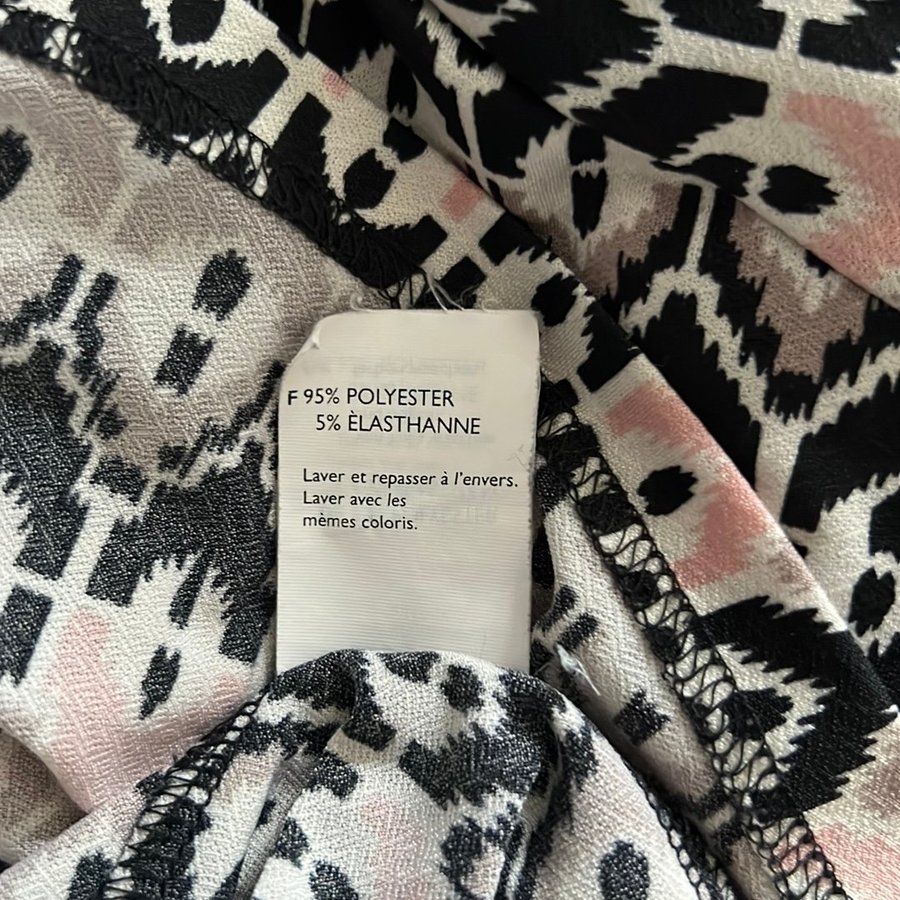 F 95% POLYESTER
5% ÈLASTHANNE
Laver et repasser à l'envers.
Laver avec les
mèmes coloris.